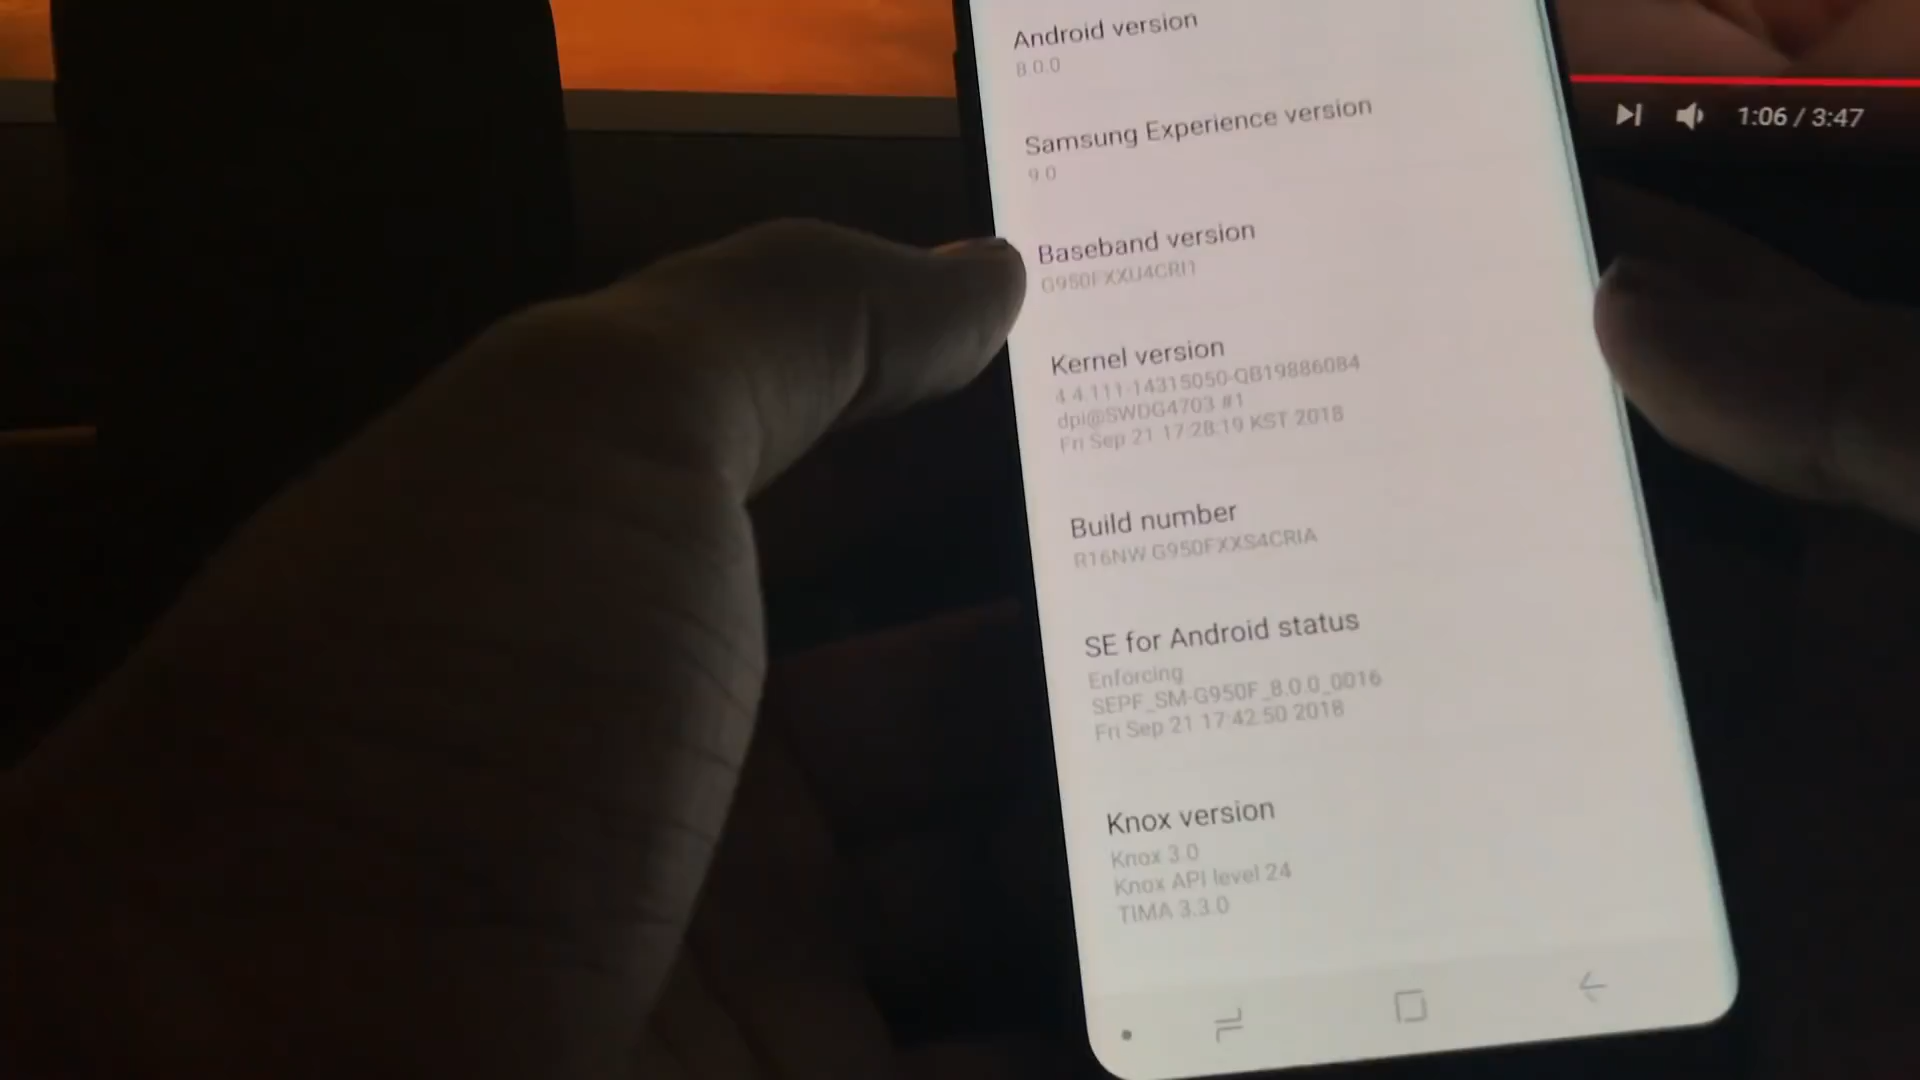 Android version
8.0.0
Samsung Experience version
9.0
Baseband version
G950FXXU4CRI1
Kernel version
4.4.111-14315050-QB19886084
dpi@SWDG4703 #1
Fri Sep 21 17:28:19 KST 2018
Build number
R16NW.G950FXXS4CRIA
SE for Android status
Enforcing
SEPF_SM-G950F_8.0.0_0016
Fri Sep 21 17:42:50 2018
Knox version
Knox 3.0
Knox API level 24
TIMA 3.3.0
1:06 / 3:47